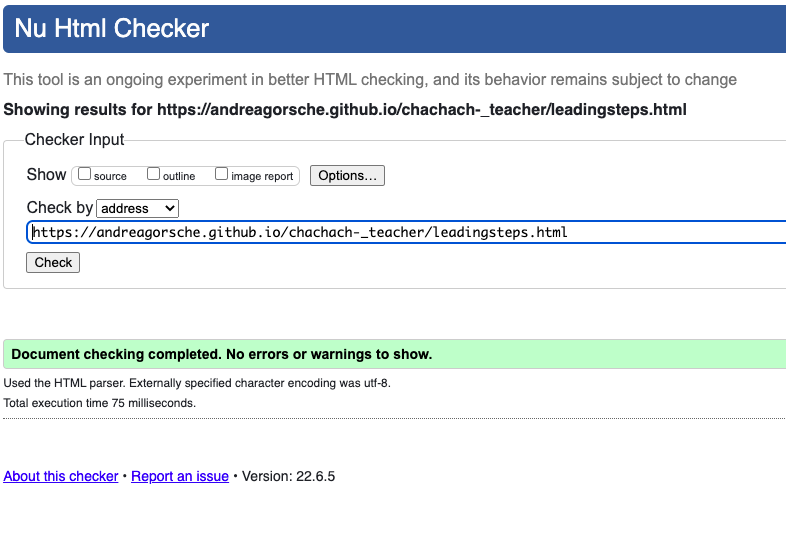 Nu Html Checker
This tool is an ongoing experiment in better HTML checking, and its behavior remains subject to change
Showing results for https://andreagorsche.github.io/chachach-_teacher/leadingsteps.html
Checker Input
Show source outline image report Options...
Check by address
https://andreagorsche.github.io/chachach-_teacher/leadingsteps.html
Check
Document checking completed. No errors or warnings to show.
Used the HTML parser. Externally specified character encoding was utf-8.
Total execution time 75 milliseconds.
About this checker • Report an issue • Version: 22.6.5